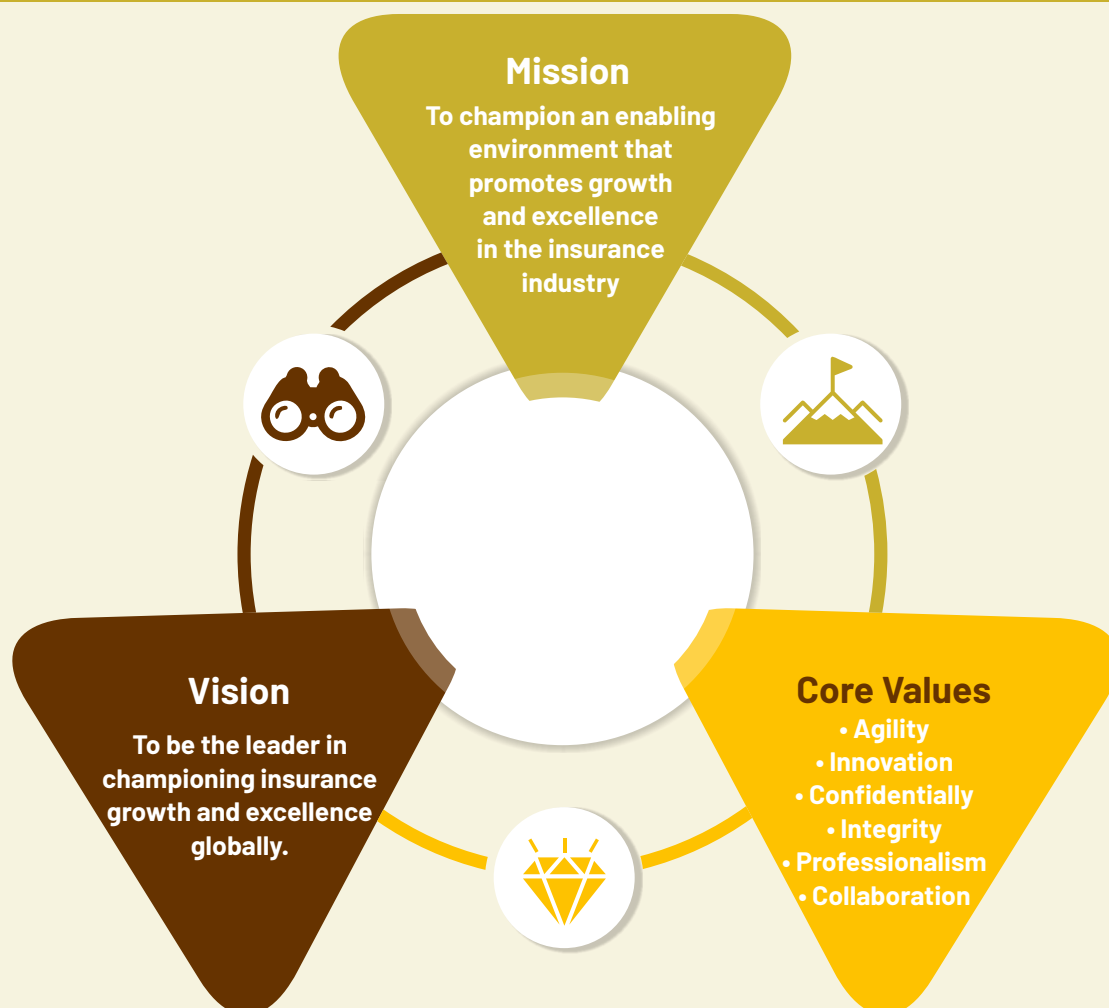 Mission
To champion an enabling
environment that
promotes growth
and excellence
in the insurance
industry
Vision
To be the leader in
championing insurance
growth and excellence
globally.
Core Values
• Agility
• Innovation
• Confidentially
• Integrity
• Professionalism
• Collaboration